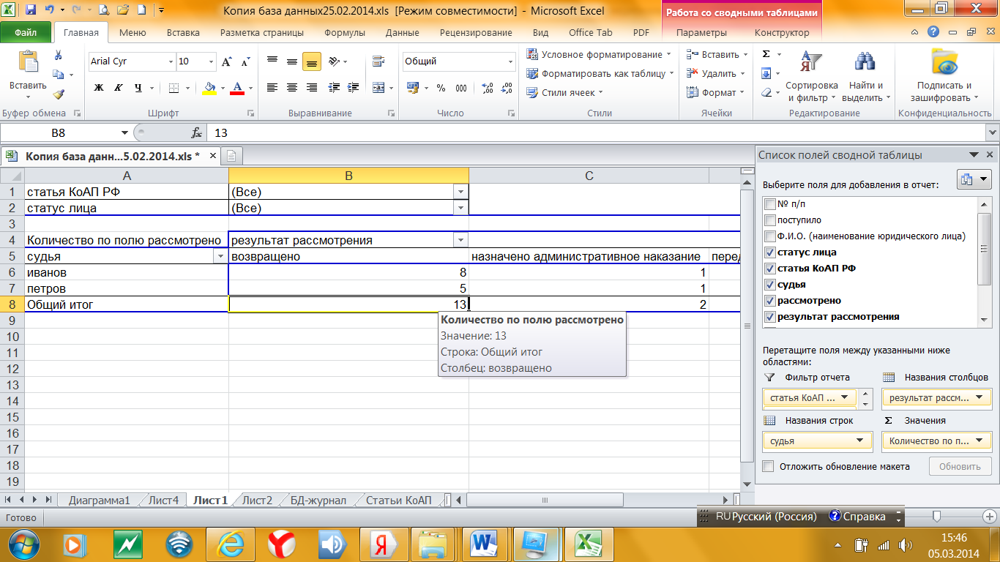 Копия база данных25.02.2014.xls [Режим совместимости] - Microsoft Excel
Работа со сводными таблицами
Файл Главная Меню Вставка Разметка страницы Формулы Данные Рецензирование Вид Office Tab PDF Параметры Конструктор
Вставить
Arial Cyr 10
Ж К Ч А
Общий
% 000
Условное форматирование
Форматировать как таблицу
Стили ячеек
Вставить
Удалить
Формат
Сортировка и фильтр
Найти и выделить
Подписать и зашифровать
Буфер обмена Шрифт Выравнивание Число Стили Ячейки Редактирование Конфиденциальность
B8 fx 13
Копия база данн...5.02.2014.xls *
A B C
1 статья КоАП РФ (Все)
2 статус лица (Все)
3
4 Количество по полю рассмотрено результат рассмотрения
5 судья возвращено назначено административное наказание перед
6 иванов 8 1
7 петров 5 1
8 Общий итог 13 2
9
10
11
12
13
14
15
16
17
18
19
Количество по полю рассмотрено
Значение: 13
Строка: Общий итог
Столбец: возвращено
Список полей сводной таблицы
Выберите поля для добавления в отчет:
№ п/п
поступило
Ф.И.О. (наименование юридического лица)
статус лица
статья КоАП РФ
судья
рассмотрено
результат рассмотрения
Перетащите поля между указанными ниже
областями:
Фильтр отчета Названия столбцов
статья КоАП ... результат рассм...
Названия строк Σ Значения
судья Количество по п...
Отложить обновление макета Обновить
Диаграмма1 Лист4 Лист1 Лист2 БД-журнал Статьи КоАП
Готово
RU Русский (Россия) Справка
15:46
05.03.2014